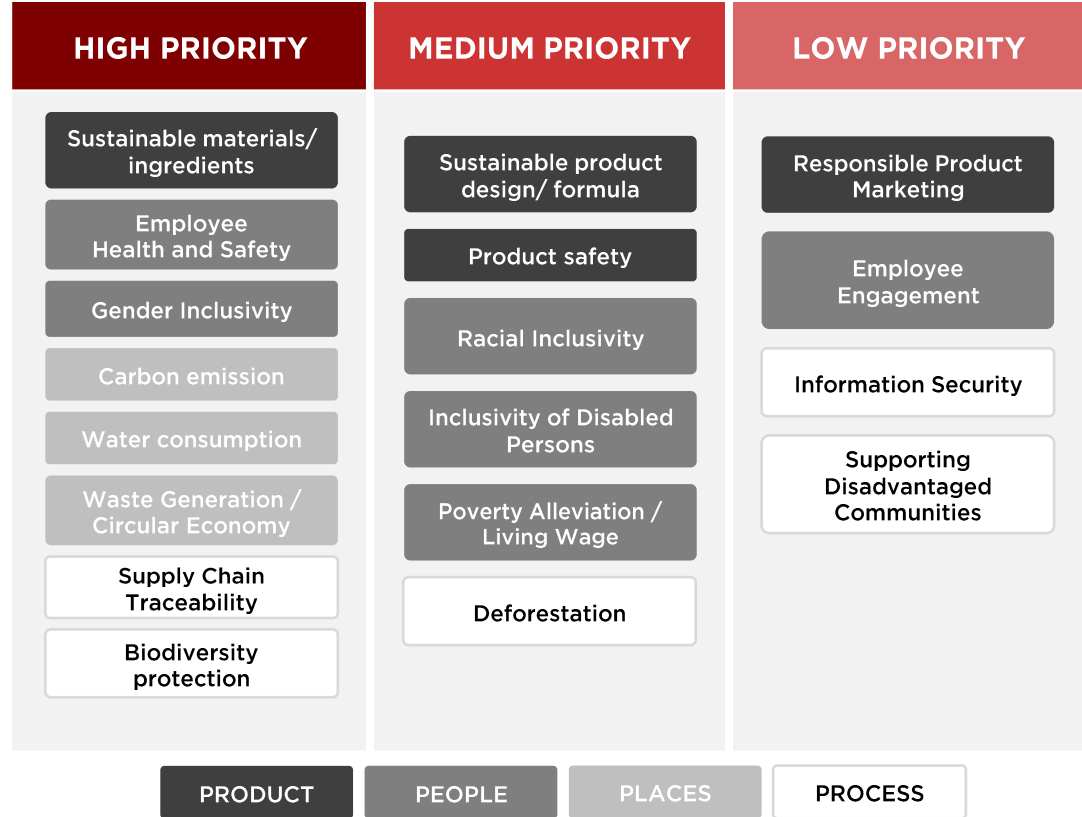 HIGH PRIORITY
Sustainable materials/
ingredients
Employee
Health and Safety
Gender Inclusivity
Carbon emission
Water consumption
Waste Generation /
Circular Economy
Supply Chain
Traceability
Biodiversity
protection
MEDIUM PRIORITY
Sustainable product
design/ formula
Product safety
Racial Inclusivity
Inclusivity of Disabled
Persons
Poverty Alleviation /
Living Wage
Deforestation
LOW PRIORITY
Responsible Product
Marketing
Employee
Engagement
Information Security
Supporting
Disadvantaged
Communities
PRODUCT
PEOPLE
PLACES
PROCESS